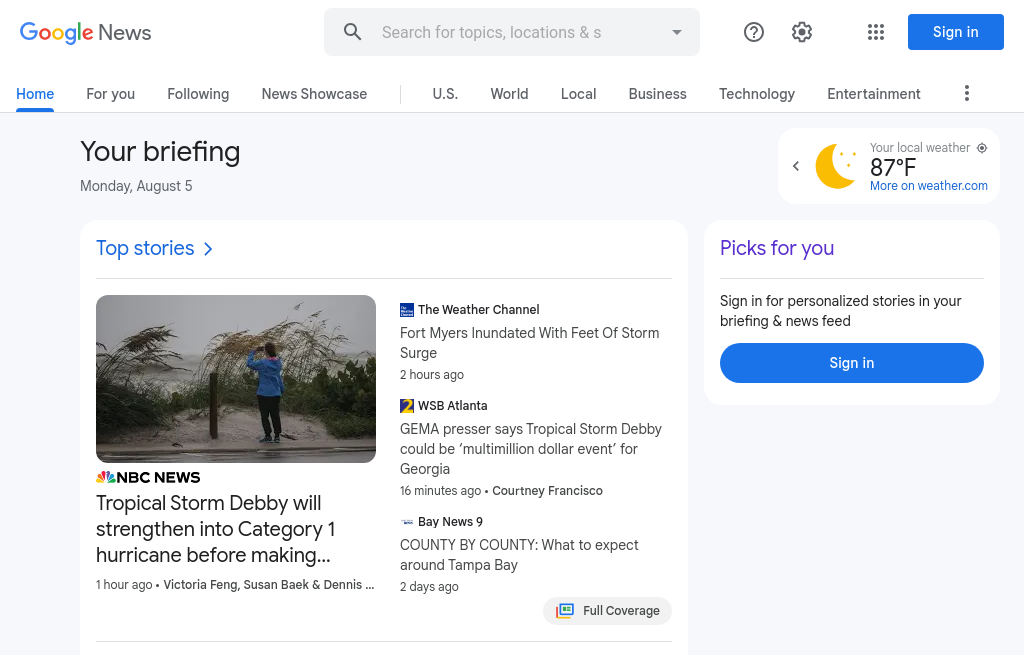 Google News
Search for topics, locations & s
Sign in
Home
For you
Following
News Showcase
U.S.
World
Local
Business
Technology
Entertainment
Your briefing
Monday, August 5
Your local weather
87°F
More on weather.com
Top stories
NBC NEWS
Tropical Storm Debby will
strengthen into Category 1
hurricane before making...
1 hour ago • Victoria Feng, Susan Baek & Dennis ...
The Weather Channel
Fort Myers Inundated With Feet Of Storm
Surge
2 hours ago
WSB Atlanta
GEMA presser says Tropical Storm Debby
could be ‘multimillion dollar event’ for
Georgia
16 minutes ago • Courtney Francisco
Bay News 9
COUNTY BY COUNTY: What to expect
around Tampa Bay
2 days ago
Full Coverage
Picks for you
Sign in for personalized stories in your
briefing & news feed
Sign in